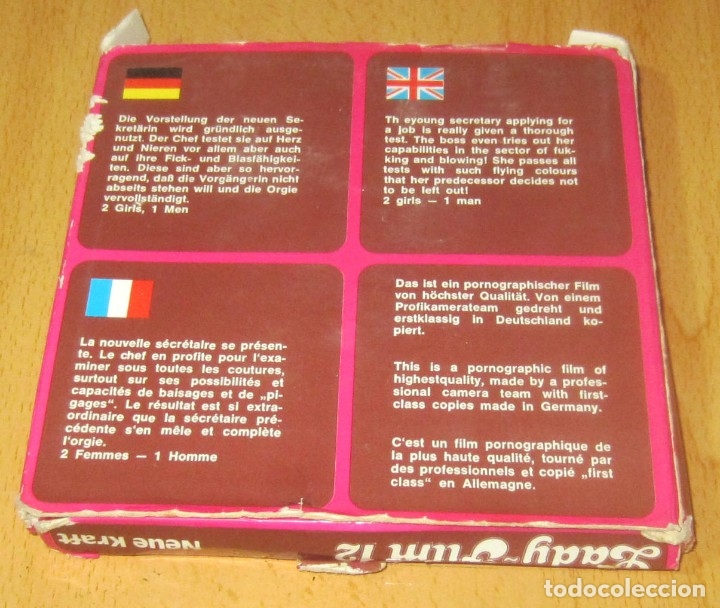 Die Vorstellung der neuen Se-
kretärin wird gründlich ausge-
nutzt. Der Chef testet sie auf Herz
und Nieren vor allem aber auch
auf ihre Fick- und Blasfähigkei-
ten. Diese sind aber so hervor-
ragend, daß die Vorgängerin nicht
abseits stehen will und die Orgie
vervollständigt.
2 Girls, 1 Men
Th eyoung secretary applying for
a job is really given a thorough
test. The boss even tries out her
capabilities in the sector of fuk-
king and blowing! She passes all
tests with such flying colours
that her predecessor decides not
to be left out!
2 girls — 1 man
La nouvelle sécrétaire se présen-
te. Le chef en profite pour l'exa-
miner sous toutes les coutures,
surtout sur ses possibilités et
capacités de baisages et de „pi-
gages". Le résultat est si extra-
ordinaire que la sécrétaire pré-
cédente s'en mêle et complète
l'orgie.
2 Femmes — 1 Homme
Das ist ein pornographischer Film
von höchster Qualität. Von einem
Profikamerateam gedreht und
erstklassig in Deutschland ko-
piert.
This is a pornographic film of
highestquality, made by a profes-
sional camera team with first-
class copies made in Germany.
C'est un film pornographique de
la plus haute qualité, tourné par
des professionnels et copié „first
class" en Allemagne.
Lady-Film 12
Neue Kraft
todocoleccion
todocoleccion.net